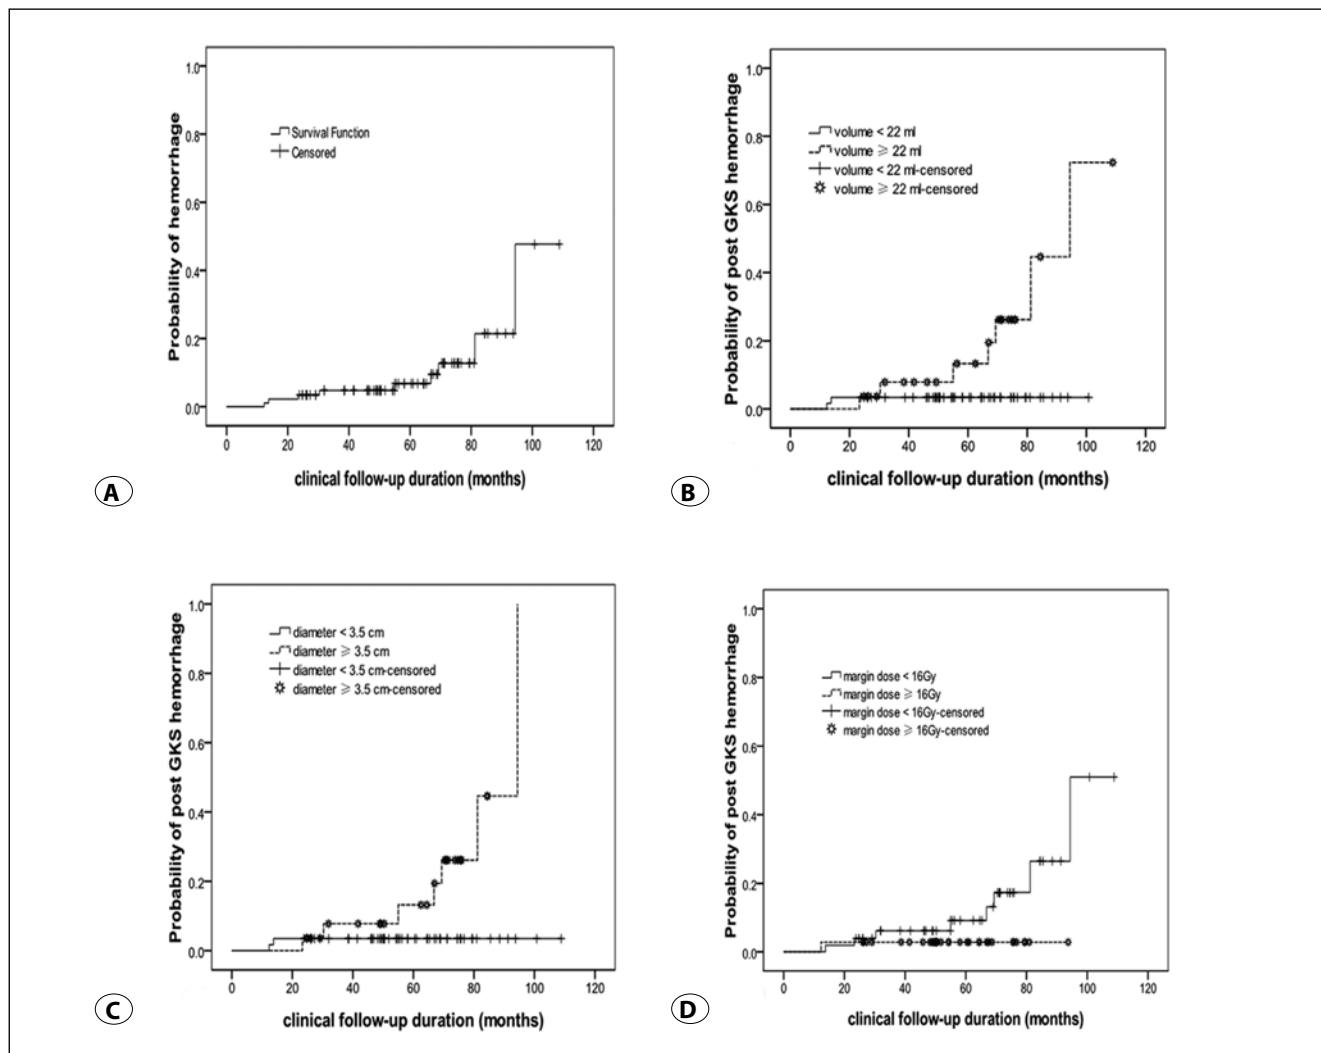 1.0
0.8
0.6
0.4
0.2
0.0
Probability of hemorrhage
Survival Function
Censored
0 20 40 60 80 100 120
clinical follow-up duration (months)
A
1.0
0.8
0.6
0.4
0.2
0.0
Probability of post GKS hemorrhage
volume < 22 ml
volume ⩾ 22 ml
volume < 22 ml-censored
volume ⩾ 22 ml-censored
0 20 40 60 80 100 120
clinical follow-up duration (months)
B
1.0
0.8
0.6
0.4
0.2
0.0
Probability of post GKS hemorrhage
diameter < 3.5 cm
diameter ⩾ 3.5 cm
diameter < 3.5 cm-censored
diameter ⩾ 3.5 cm-censored
0 20 40 60 80 100 120
clinical follow-up duration (months)
C
1.0
0.8
0.6
0.4
0.2
0.0
Probability of post GKS hemorrhage
margin dose < 16Gy
margin dose ⩾ 16Gy
margin dose < 16Gy-censored
margin dose ⩾ 16Gy-censored
0 20 40 60 80 100 120
clinical follow-up duration (months)
D